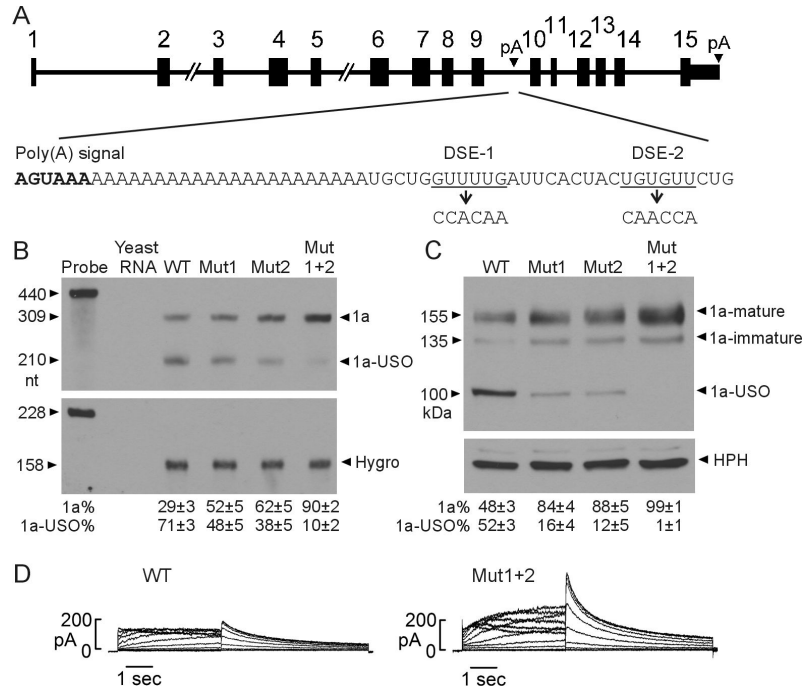 A
1 2 3 4 5 6 7 8 9 pA 10 11 12 13 14 15 pA
Poly(A) signal DSE-1 DSE-2
AGUAAAAAAAAAAAAAAAAAAAAAAAAAAAAUGCUGGUUUUGAUUCACUACUGUGUUCUG
CCACAA CAACCA
B
Probe Yeast RNA WT Mut1 Mut2 Mut 1+2
440
309 1a
210 1a-USO
nt
228
158 Hygro
1a% 29±3 52±5 62±5 90±2
1a-USO% 71±3 48±5 38±5 10±2
C
WT Mut1 Mut2 Mut 1+2
155 1a-mature
135 1a-immature
100 1a-USO
kDa
HPH
1a% 48±3 84±4 88±5 99±1
1a-USO% 52±3 16±4 12±5 1±1
D
WT Mut1+2
200 200
pA pA
0 0
1 sec 1 sec